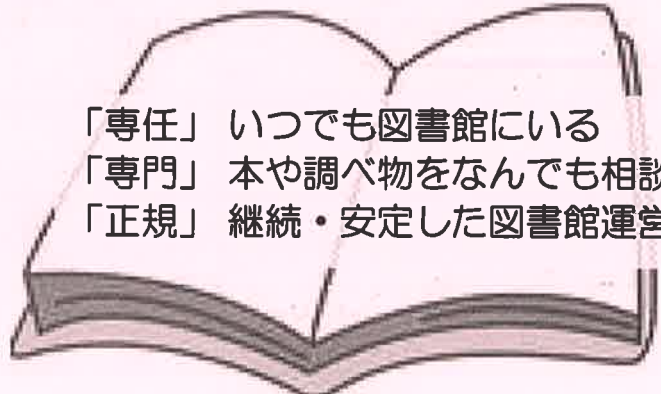 「専任」 いつでも図書館にいる
「専門」 本や調べ物をなんでも相談
「正規」 継続・安定した図書館運営